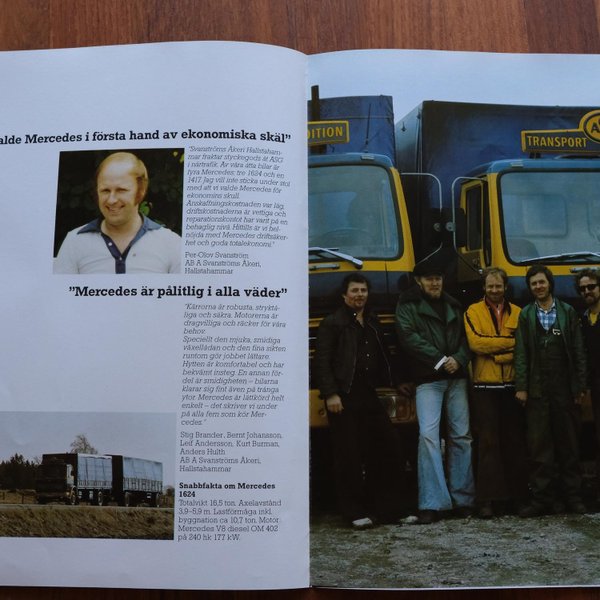 alde Mercedes i första hand av ekonomiska skäl"
"Svanströms Åkeri Hallstaham-
mar fraktar styckegods åt ASG
i närtrafik. Av våra åtta bilar är
fyra Mercedes; tre 1624 och en
1417. Jag vill inte sticka under stol
med att vi valde Mercedes för
ekonomins skull.
Anskaffningskostnaden var låg,
driftskostnaderna är vettiga och
reparationskontot har varit på en
behaglig nivå. Hittills är vi hel-
nöjda med Mercedes driftsäker-
het och goda totalekonomi."
Per-Olov Svanström
AB A Svanströms Åkeri,
Hallstahammar
"Mercedes är pålitlig i alla väder"
"Kärrorna är robusta, stryktå-
liga och säkra. Motorerna är
dragvilliga och räcker för våra
behov.
Speciellt den mjuka, smidiga
växellådan och den fina sikten
runtom gör jobbet lättare.
Hytten är komfortabel och har
bekvämt insteg. En annan för-
del är smidigheten – bilarna
klarar sig fint även på trånga
ytor. Mercedes är lättkörd helt
enkelt – det skriver vi under
på alla fem som kör Mer-
cedes."
Stig Brander, Bernt Johansson,
Leif Andersson, Kurt Burman,
Anders Hulth
AB A Svanströms Åkeri,
Hallstahammar
Snabbfakta om Mercedes
1624
Totalvikt 16,5 ton. Axelavstånd
3,9–5,9 m. Lastförmåga inkl.
byggnation ca 10,7 ton. Motor:
Mercedes V8 diesel OM 402
på 240 hk 177 kW.
DITION
TRANSPORT